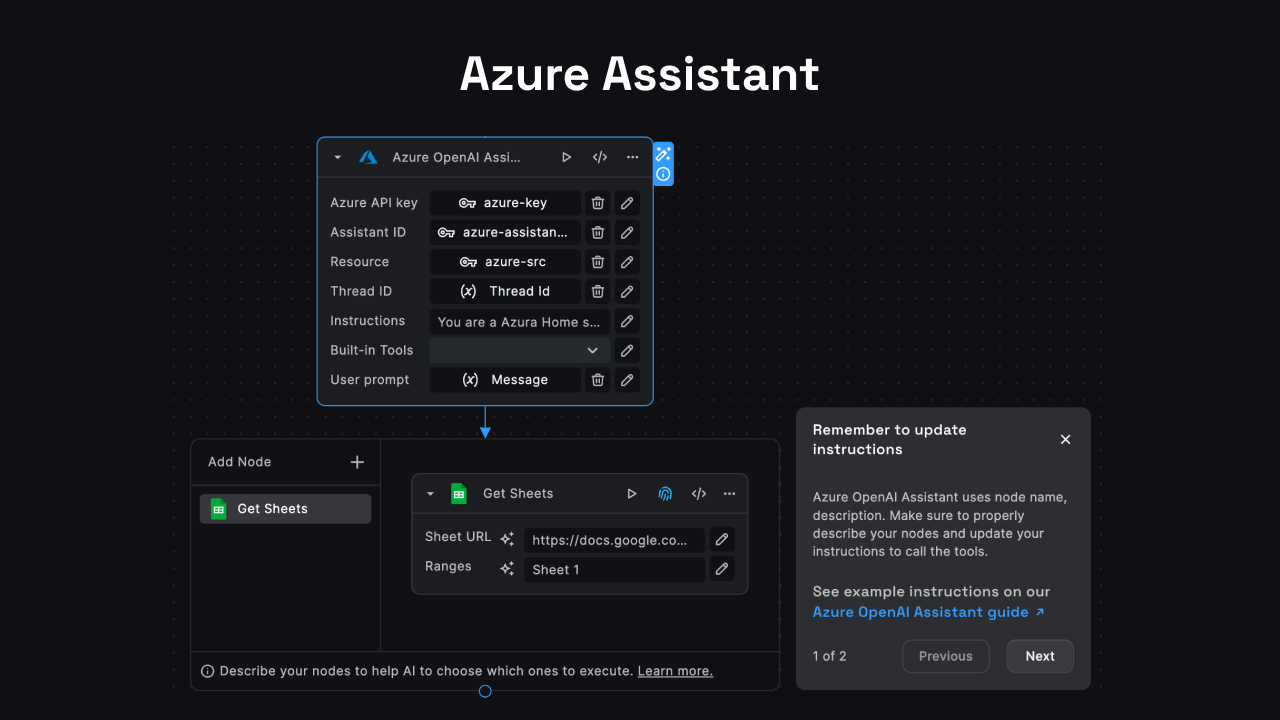 Azure Assistant
Azure OpenAI Assi...
Azure API key azure-key
Assistant ID azure-assistan...
Resource azure-src
Thread ID (x) Thread Id
Instructions You are a Azura Home s...
Built-in Tools
User prompt (x) Message
Add Node
Get Sheets
Get Sheets
Sheet URL https://docs.google.co...
Ranges Sheet 1
Describe your nodes to help AI to choose which ones to execute. Learn more.
Remember to update
instructions
Azure OpenAI Assistant uses node name,
description. Make sure to properly
describe your nodes and update your
instructions to call the tools.
See example instructions on our
Azure OpenAI Assistant guide ↗
1 of 2 Previous Next